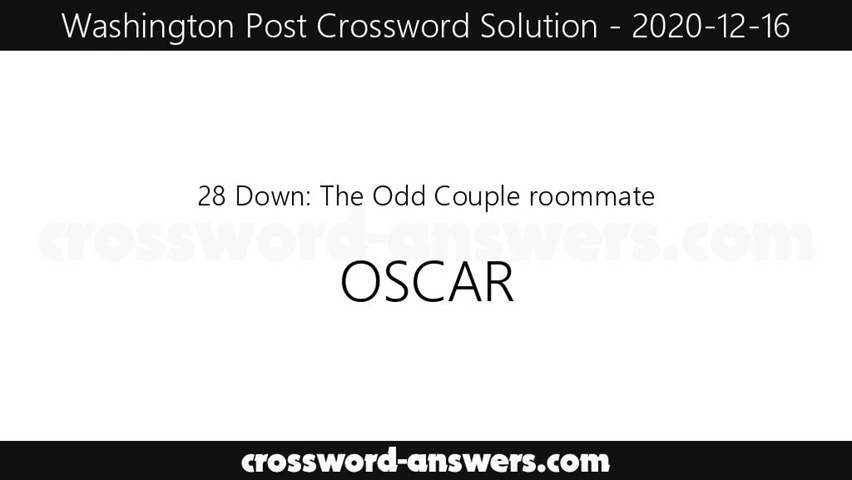 Washington Post Crossword Solution - 2020-12-16
28 Down: The Odd Couple roommate
crossword-answers.com
OSCAR
crossword-answers.com